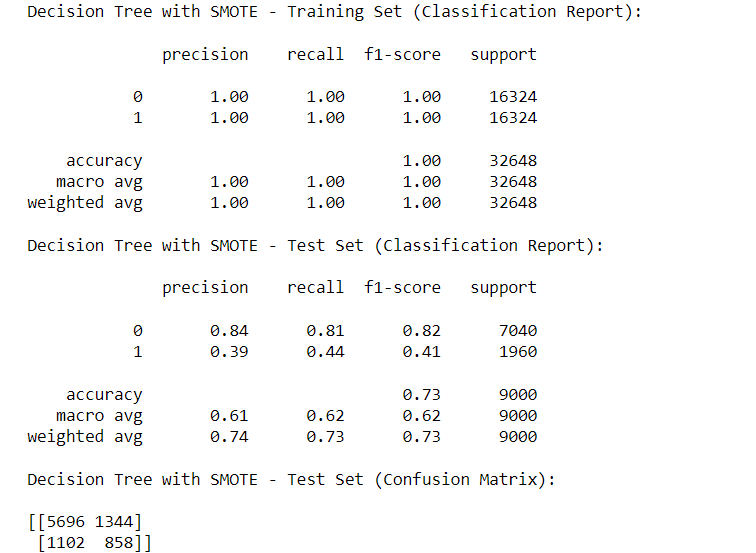 Decision Tree with SMOTE - Training Set (Classification Report):
precision recall f1-score support
0 1.00 1.00 1.00 16324
1 1.00 1.00 1.00 16324
accuracy 1.00 32648
macro avg 1.00 1.00 1.00 32648
weighted avg 1.00 1.00 1.00 32648
Decision Tree with SMOTE - Test Set (Classification Report):
precision recall f1-score support
0 0.84 0.81 0.82 7040
1 0.39 0.44 0.41 1960
accuracy 0.73 9000
macro avg 0.61 0.62 0.62 9000
weighted avg 0.74 0.73 0.73 9000
Decision Tree with SMOTE - Test Set (Confusion Matrix):
[[5696 1344]
[1102 858]]